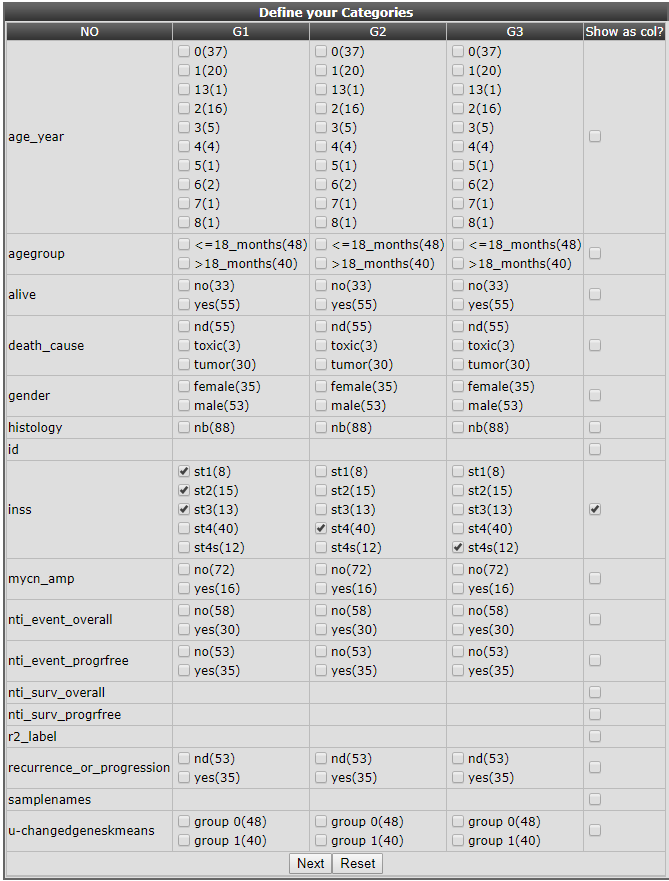 Define your Categories
NO G1 G2 G3 Show as col?
0(37) 0(37) 0(37)
1(20) 1(20) 1(20)
13(1) 13(1) 13(1)
2(16) 2(16) 2(16)
3(5) 3(5) 3(5)
age_year
4(4) 4(4) 4(4)
5(1) 5(1) 5(1)
6(2) 6(2) 6(2)
7(1) 7(1) 7(1)
8(1) 8(1) 8(1)
agegroup
<=18_months(48) <=18_months(48) <=18_months(48)
>18_months(40) >18_months(40) >18_months(40)
alive
no(33) no(33) no(33)
yes(55) yes(55) yes(55)
death_cause
nd(55) nd(55) nd(55)
toxic(3) toxic(3) toxic(3)
tumor(30) tumor(30) tumor(30)
gender
female(35) female(35) female(35)
male(53) male(53) male(53)
histology nb(88) nb(88) nb(88)
id
inss
st1(8) st1(8) st1(8)
st2(15) st2(15) st2(15)
st3(13) st3(13) st3(13)
st4(40) st4(40) st4(40)
st4s(12) st4s(12) st4s(12)
mycn_amp
no(72) no(72) no(72)
yes(16) yes(16) yes(16)
nti_event_overall
no(58) no(58) no(58)
yes(30) yes(30) yes(30)
nti_event_progrfree
no(53) no(53) no(53)
yes(35) yes(35) yes(35)
nti_surv_overall
nti_surv_progrfree
r2_label
recurrence_or_progression
nd(53) nd(53) nd(53)
yes(35) yes(35) yes(35)
samplenames
u-changedgeneskmeans
group 0(48) group 0(48) group 0(48)
group 1(40) group 1(40) group 1(40)
Next Reset